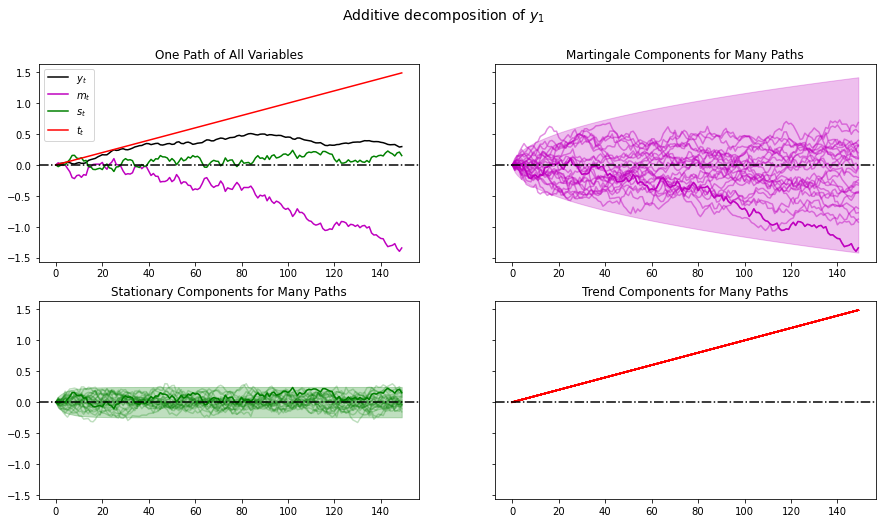 Additive decomposition of y₁
One Path of All Variables
1.5
1.0
0.5
0.0
−0.5
−1.0
−1.5
yₜ
mₜ
sₜ
tₜ
0 20 40 60 80 100 120 140
Martingale Components for Many Paths
0 20 40 60 80 100 120 140
Stationary Components for Many Paths
1.5
1.0
0.5
0.0
−0.5
−1.0
−1.5
0 20 40 60 80 100 120 140
Trend Components for Many Paths
0 20 40 60 80 100 120 140